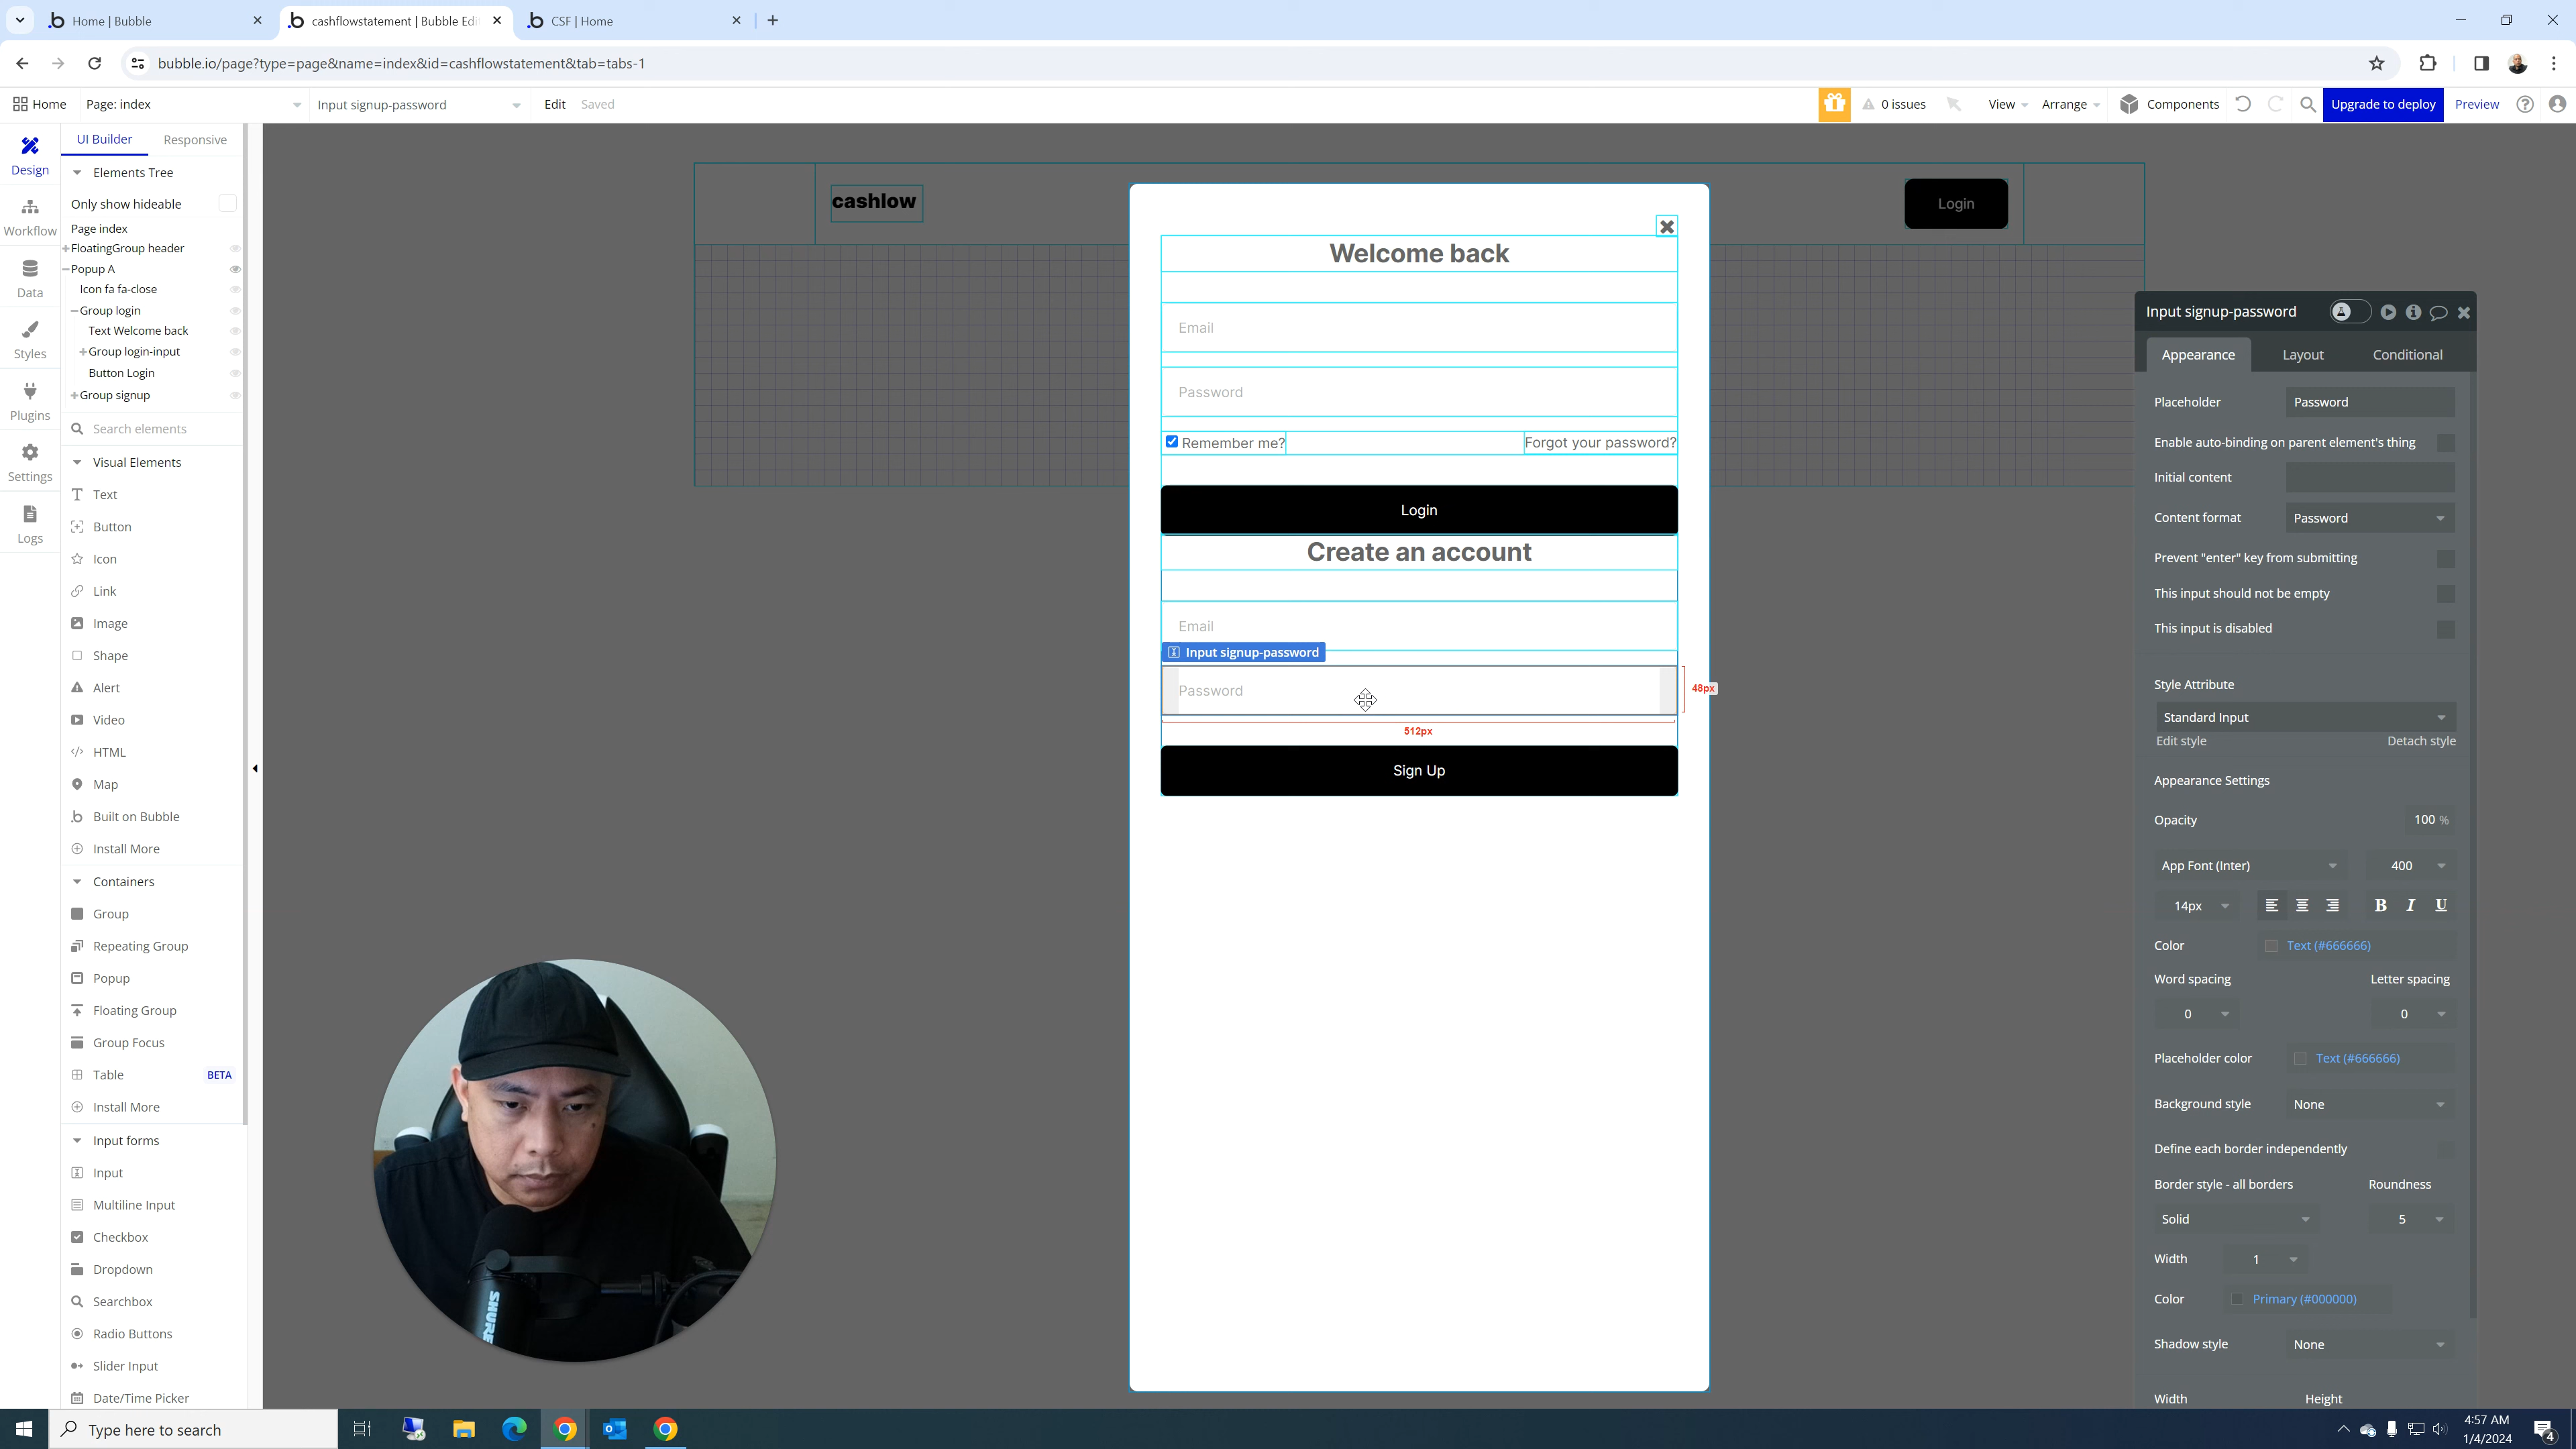 Home | Bubble
cashflowstatement | Bubble Edi
CSF | Home
bubble.io/page?type=page&name=index&id=cashflowstatement&tab=tabs-1
Home
Page: index
Input signup-password
Edit
Saved
0 issues
View
Arrange
Components
Upgrade to deploy
Preview
Design
Workflow
Data
Styles
Plugins
Settings
Logs
UI Builder
Responsive
Elements Tree
Only show hideable
Page index
FloatingGroup header
Popup A
Icon fa fa-close
Group login
Text Welcome back
Group login-input
Button Login
Group signup
Search elements
Visual Elements
Text
Button
Icon
Link
Image
Shape
Alert
Video
HTML
Map
Built on Bubble
Install More
Containers
Group
Repeating Group
Popup
Floating Group
Group Focus
Table BETA
Install More
Input forms
Input
Multiline Input
Checkbox
Dropdown
Searchbox
Radio Buttons
Slider Input
Date/Time Picker
cashlow
Login
Welcome back
Email
Password
Remember me?
Forgot your password?
Login
Create an account
Email
Input signup-password
Password
48px
512px
Sign Up
SHURE
Input signup-password
Appearance
Layout
Conditional
Placeholder
Password
Enable auto-binding on parent element's thing
Initial content
Content format
Password
Prevent "enter" key from submitting
This input should not be empty
This input is disabled
Style Attribute
Standard Input
Edit style
Detach style
Appearance Settings
Opacity
100 %
App Font (Inter)
400
14px
B I U
Color
Text (#666666)
Word spacing
Letter spacing
0
0
Placeholder color
Text (#666666)
Background style
None
Define each border independently
Border style - all borders
Roundness
Solid
5
Width
1
Color
Primary (#000000)
Shadow style
None
Width
Height
Type here to search
4:57 AM
1/4/2024
4